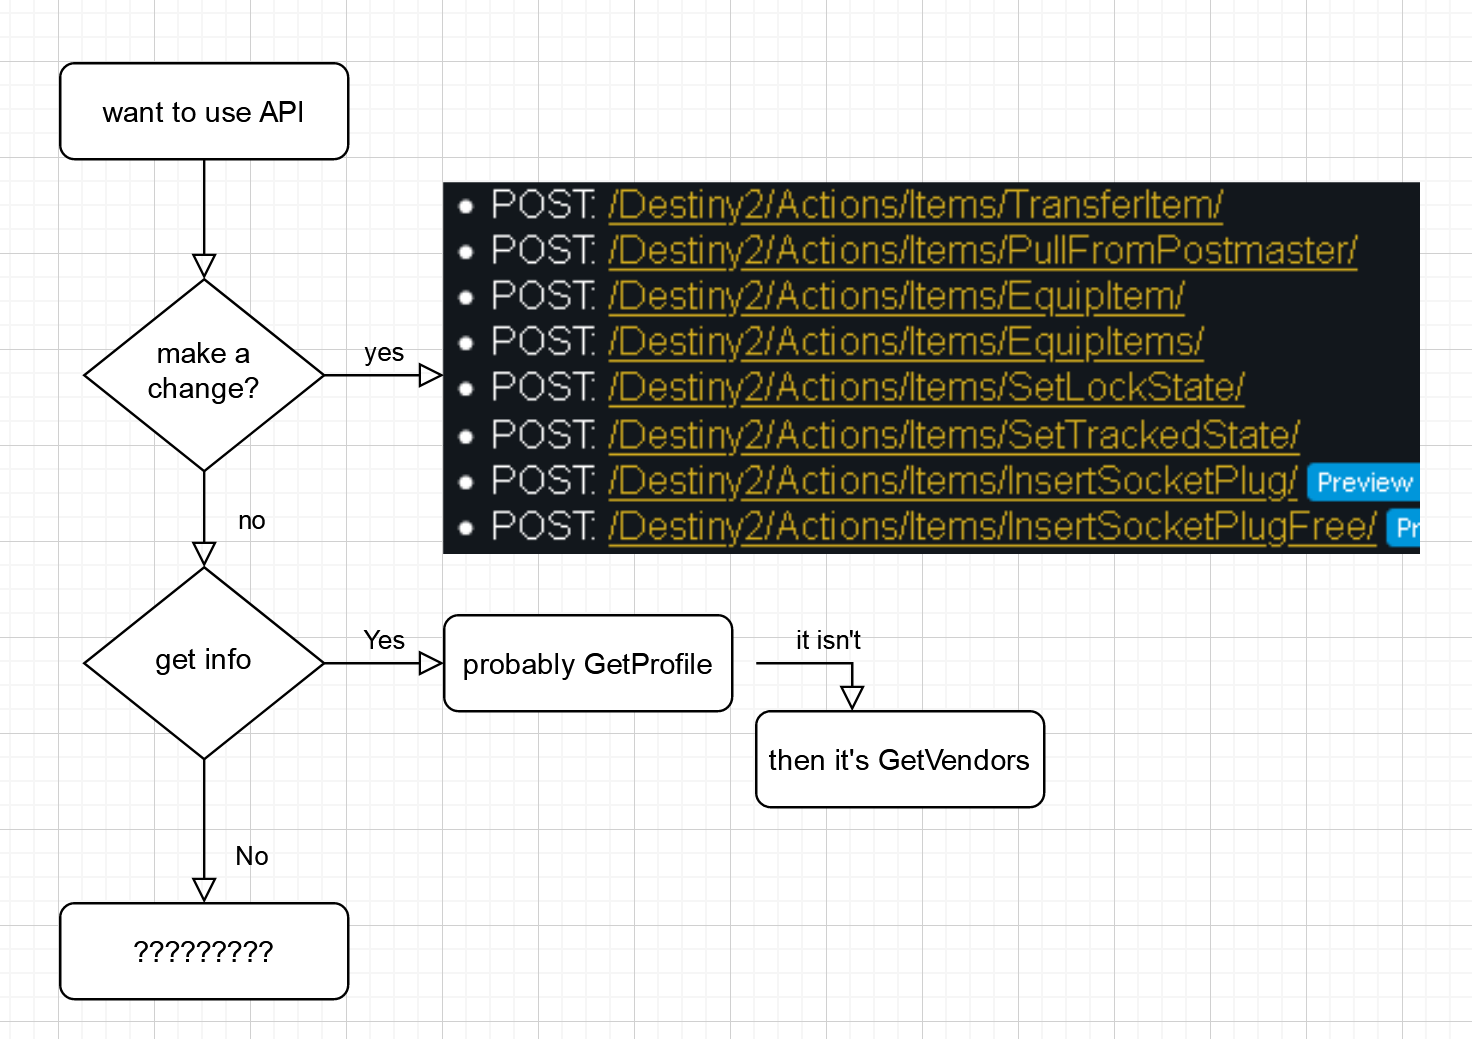 want to use API
make a
change?
yes
POST: /Destiny2/Actions/Items/TransferItem/
POST: /Destiny2/Actions/Items/PullFromPostmaster/
POST: /Destiny2/Actions/Items/EquipItem/
POST: /Destiny2/Actions/Items/EquipItems/
POST: /Destiny2/Actions/Items/SetLockState/
POST: /Destiny2/Actions/Items/SetTrackedState/
POST: /Destiny2/Actions/Items/InsertSocketPlug/ Preview
POST: /Destiny2/Actions/Items/InsertSocketPlugFree/ Pr
no
get info
Yes
probably GetProfile
it isn't
then it's GetVendors
No
?????????